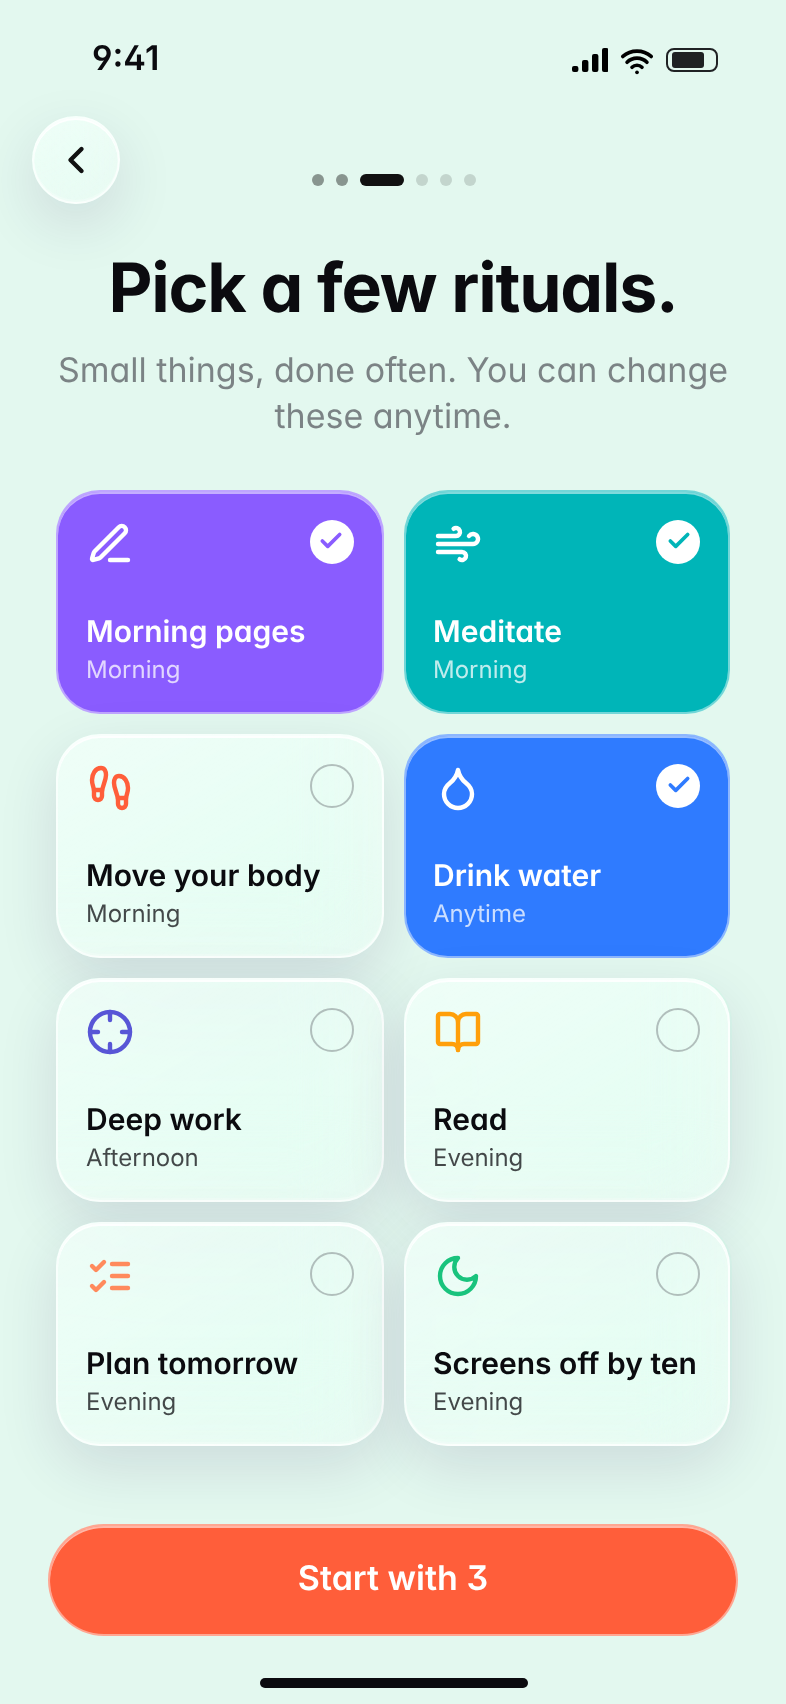 9:41
Pick a few rituals.
Small things, done often. You can change
these anytime.
Morning pages
Morning
Meditate
Morning
Move your body
Morning
Drink water
Anytime
Deep work
Afternoon
Read
Evening
Plan tomorrow
Evening
Screens off by ten
Evening
Start with 3